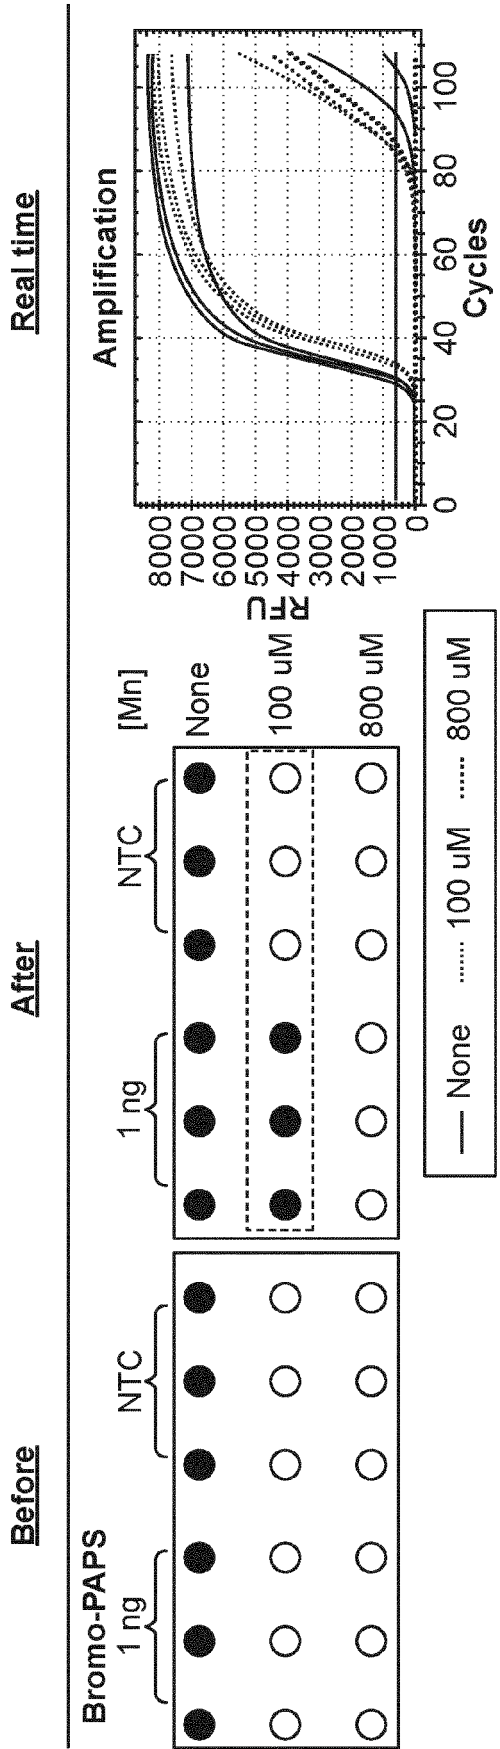 Before
After
Real time
Bromo-PAPS
1 ng
NTC
1 ng
NTC
[Mn]
None
100 uM
800 uM
Amplification
RFU
8000
7000
6000
5000
4000
3000
2000
1000
0
0 20 40 60 80 100
Cycles
None 100 uM 800 uM